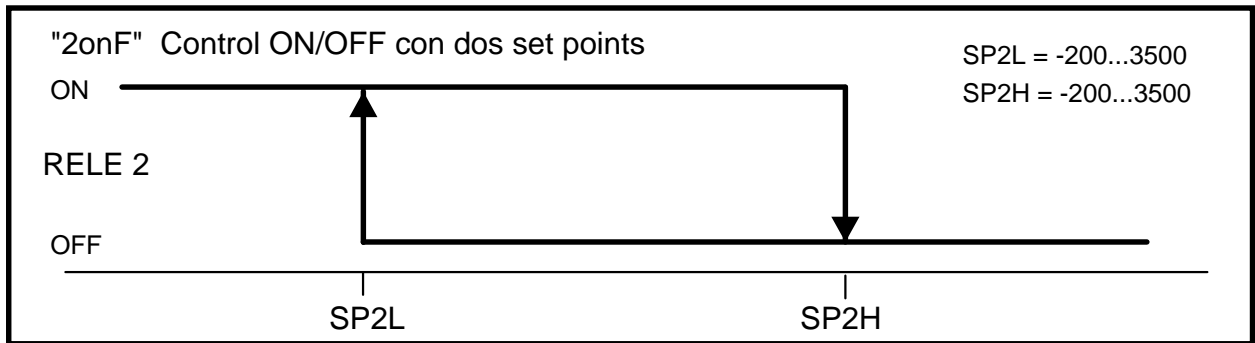 "2onF" Control ON/OFF con dos set points
SP2L = -200...3500
ON
SP2H = -200...3500
RELE 2
OFF
SP2L
SP2H